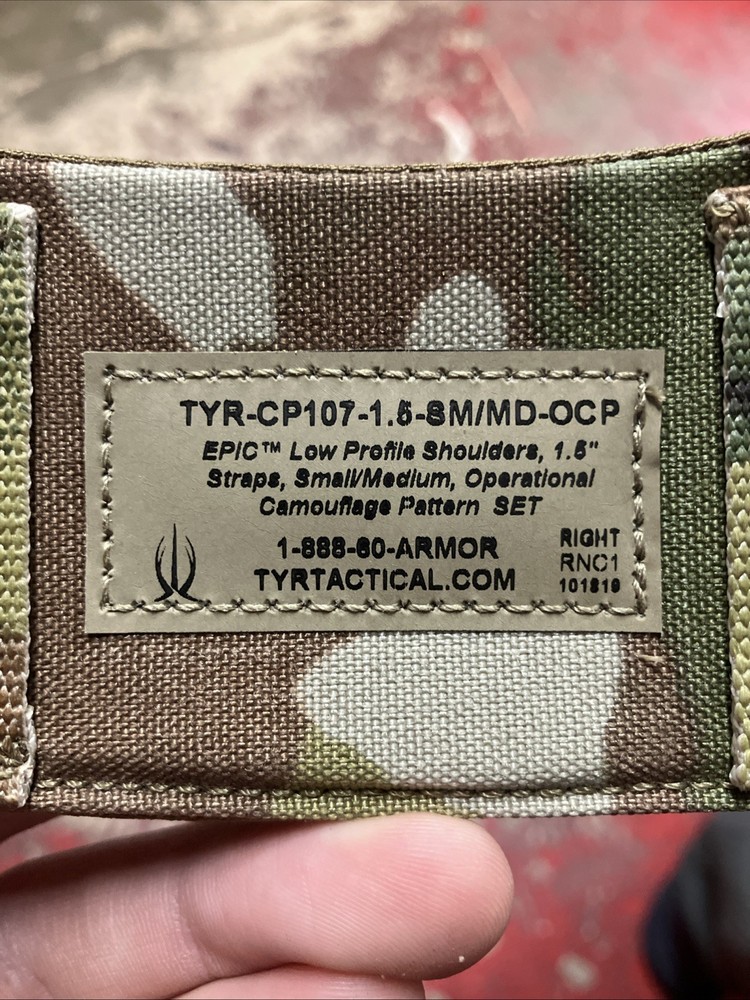 TYR-CP107-1.5-SM/MD-OCP
EPIC™ Low Profile Shoulders, 1.5"
Straps, Small/Medium, Operational
Camouflage Pattern SET
1-888-80-ARMOR
TYRTACTICAL.COM
RIGHT
RNC1
101819